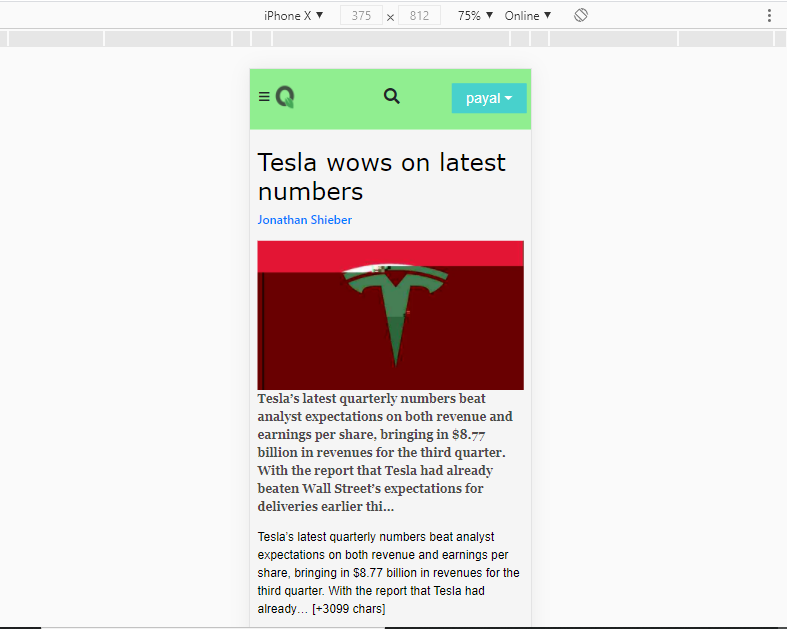 iPhone X ▼ 375 × 812 75% ▼ Online ▼
payal
Tesla wows on latest
numbers
Jonathan Shieber
Tesla’s latest quarterly numbers beat
analyst expectations on both revenue and
earnings per share, bringing in $8.77
billion in revenues for the third quarter.
With the report that Tesla had already
beaten Wall Street’s expectations for
deliveries earlier thi…
Tesla’s latest quarterly numbers beat analyst
expectations on both revenue and earnings per
share, bringing in $8.77 billion in revenues for the
third quarter. With the report that Tesla had
already… [+3099 chars]